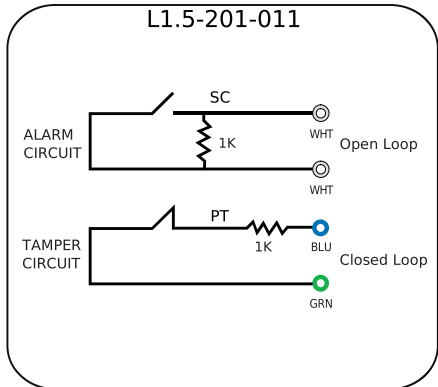 L1.5-201-011
SC
WHT
ALARM
CIRCUIT
1K
Open Loop
WHT
PT
BLU
TAMPER
CIRCUIT
1K
Closed Loop
GRN